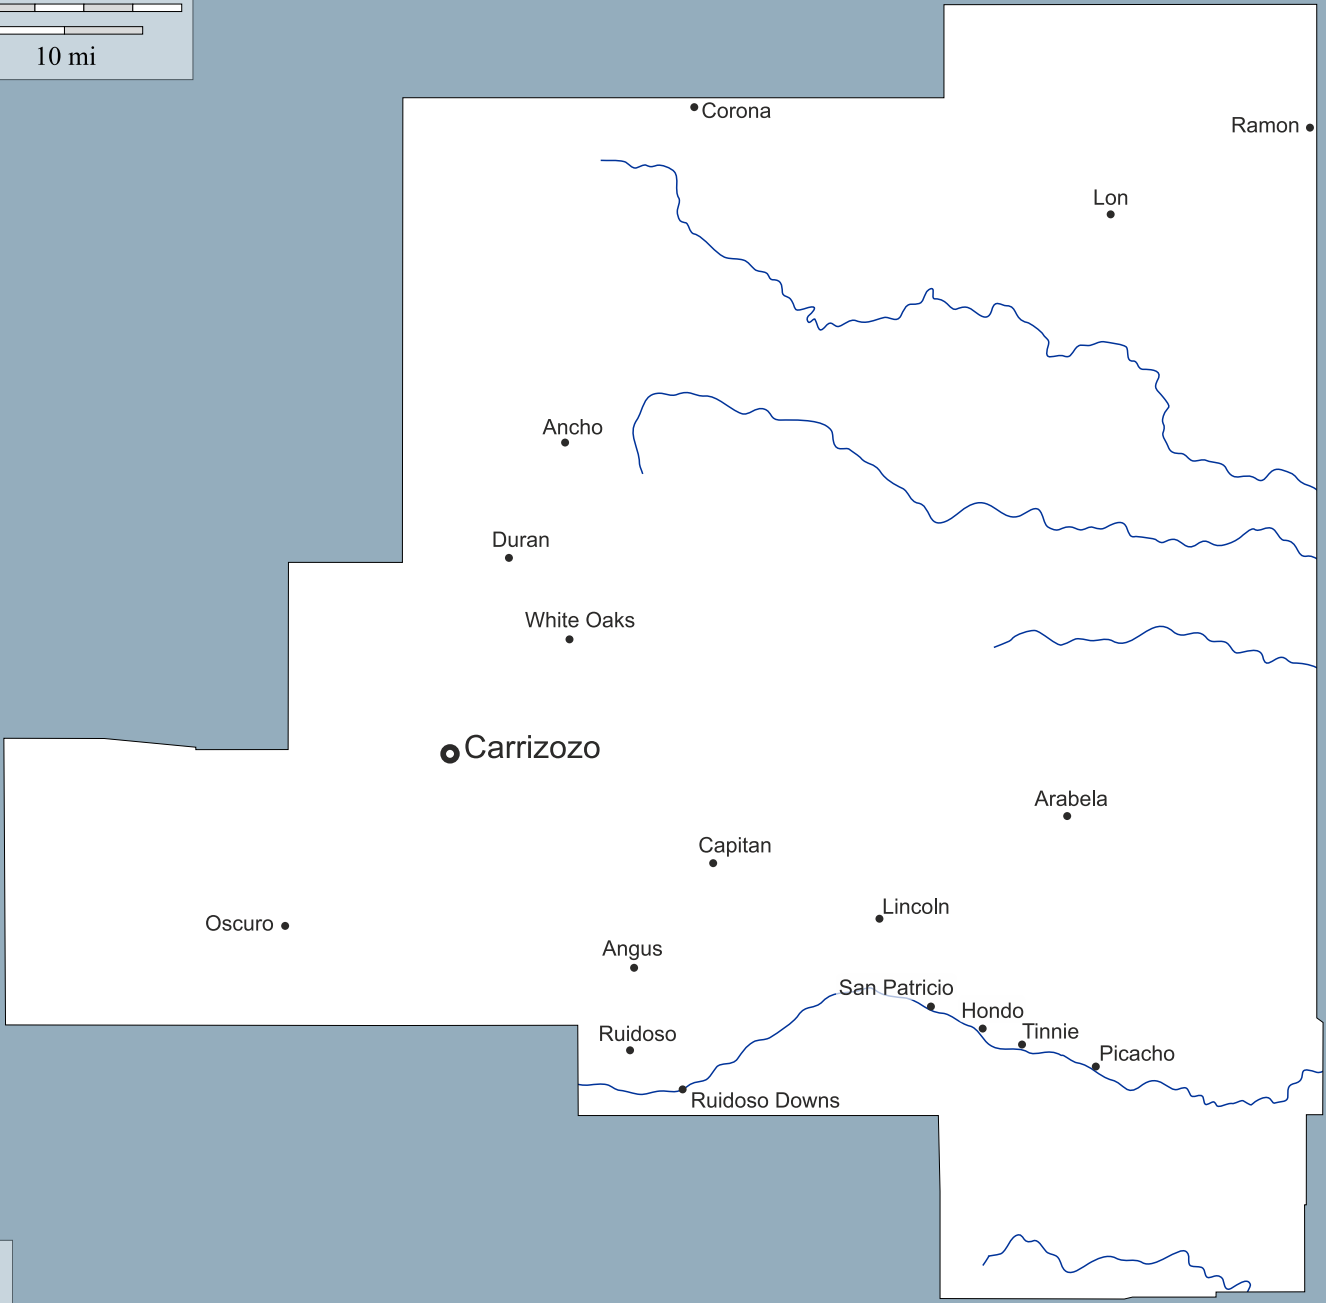 10 mi
Corona
Ramon
Lon
Ancho
Duran
White Oaks
Carrizozo
Arabela
Capitan
Lincoln
Oscuro
Angus
San Patricio
Hondo
Ruidoso
Tinnie
Picacho
Ruidoso Downs